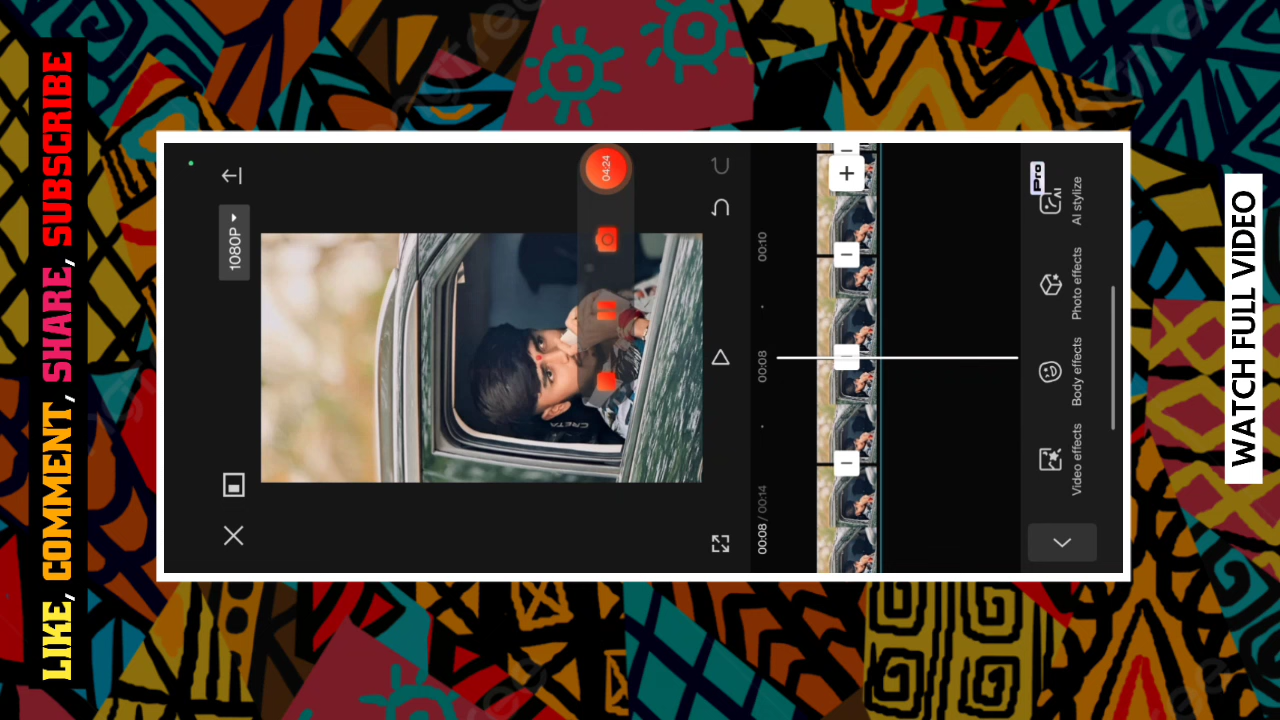 LIKE, COMMENT, SHARE, SUBSCRIBE
1080P
04:24
CRETA
00:08 / 00:14
00:08
00:10
Video effects
Body effects
Photo effects
AI stylize
Pro
WATCH FULL VIDEO